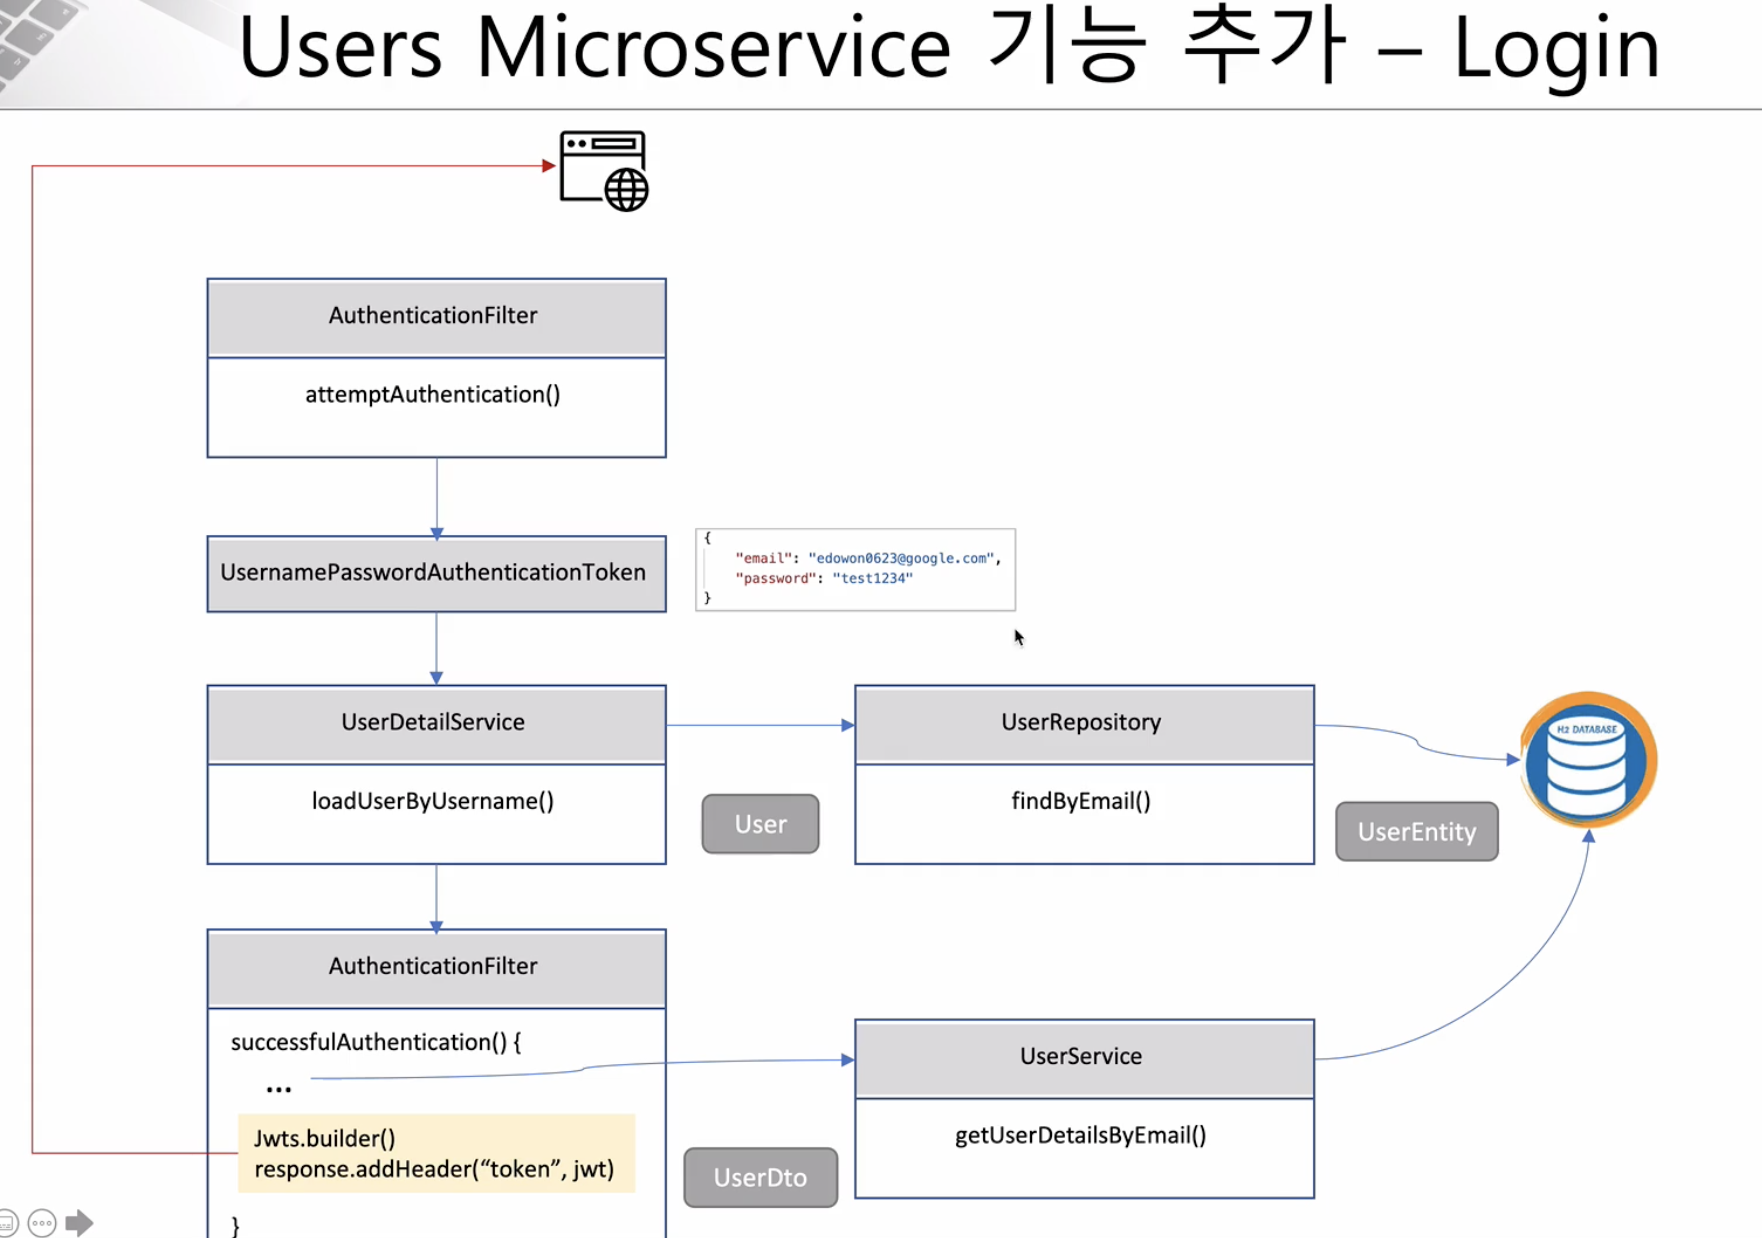 Users Microservice 기능 추가 – Login
AuthenticationFilter
attemptAuthentication()
UsernamePasswordAuthenticationToken
{
"email": "edowon0623@google.com",
"password": "test1234"
}
UserDetailService
loadUserByUsername()
User
UserRepository
findByEmail()
UserEntity
H2 DATABASE
AuthenticationFilter
successfulAuthentication() {
...
Jwts.builder()
response.addHeader(“token”, jwt)
}
UserDto
UserService
getUserDetailsByEmail()